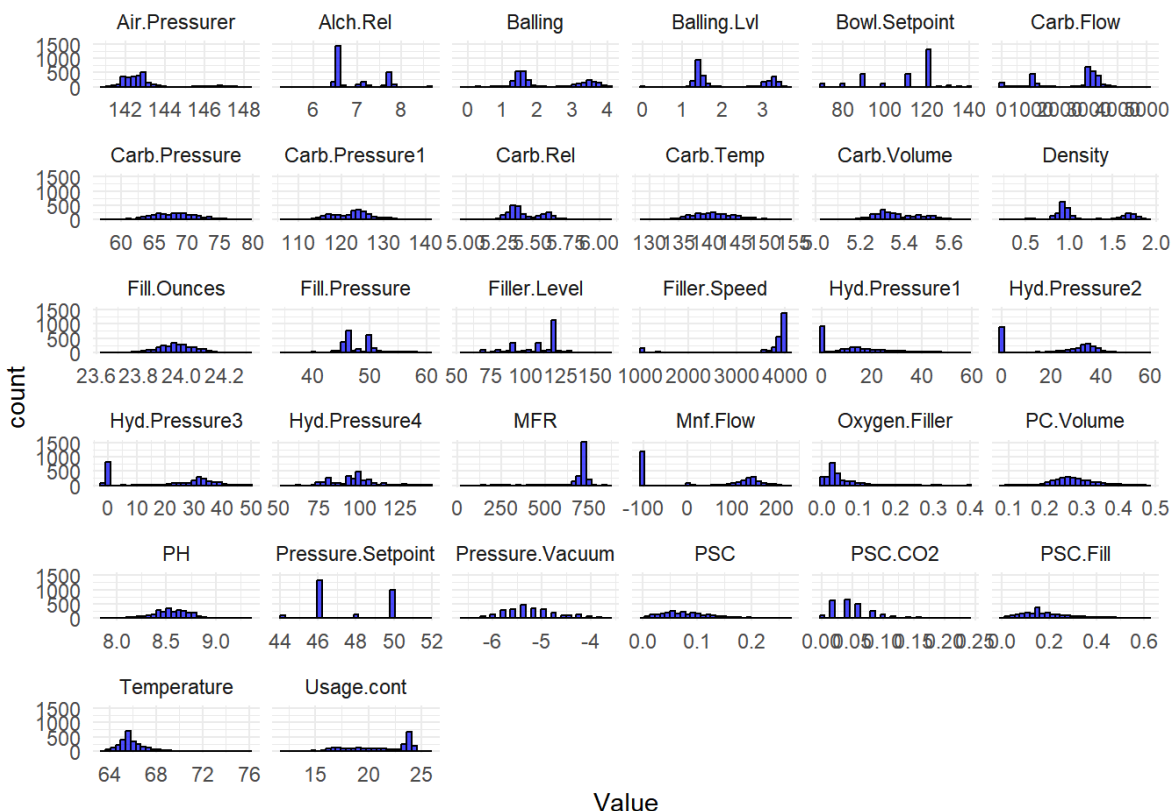 Air.Pressurer Alch.Rel Balling Balling.Lvl Bowl.Setpoint Carb.Flow
1500
1000
500
0
142 144 146 148 6 7 8 0 1 2 3 4 0 1 2 3 80 100 120 140 0 1000 2000 3000 4000 5000
Carb.Pressure Carb.Pressure1 Carb.Rel Carb.Temp Carb.Volume Density
1500
1000
500
0
60 65 70 75 80 110 120 130 140 5.00 5.25 5.50 5.75 6.00 130 135 140 145 150 155 5.0 5.2 5.4 5.6 0.5 1.0 1.5 2.0
Fill.Ounces Fill.Pressure Filler.Level Filler.Speed Hyd.Pressure1 Hyd.Pressure2
1500
1000
500
0
23.6 23.8 24.0 24.2 40 50 60 50 75 100 125 150 1000 2000 3000 4000 0 20 40 60 0 20 40 60
count
Hyd.Pressure3 Hyd.Pressure4 MFR Mnf.Flow Oxygen.Filler PC.Volume
1500
1000
500
0
0 10 20 30 40 50 50 75 100 125 0 250 500 750 -100 0 100 200 0.0 0.1 0.2 0.3 0.4 0.1 0.2 0.3 0.4 0.5
PH Pressure.Setpoint Pressure.Vacuum PSC PSC.CO2 PSC.Fill
1500
1000
500
0
8.0 8.5 9.0 44 46 48 50 52 -6 -5 -4 0.0 0.1 0.2 0.00 0.05 0.10 0.15 0.20 0.25 0.0 0.2 0.4 0.6
Temperature Usage.cont
1500
1000
500
0
64 68 72 76 15 20 25
Value